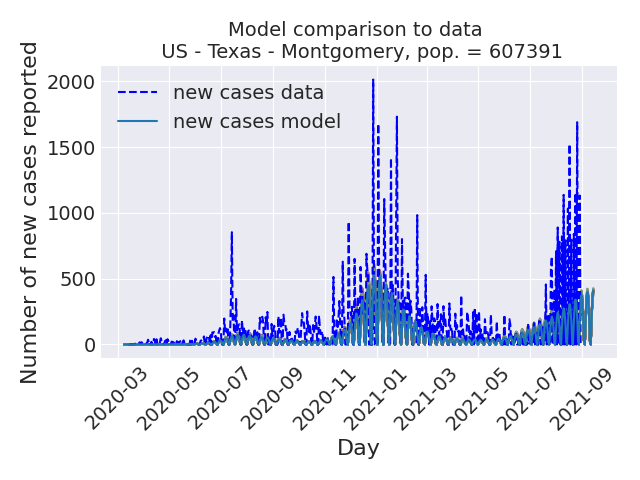 Model comparison to data
US - Texas - Montgomery, pop. = 607391
Number of new cases reported
2000
1500
1000
500
0
new cases data
new cases model
2020-03
2020-05
2020-07
2020-09
2020-11
2021-01
2021-03
2021-05
2021-07
2021-09
Day